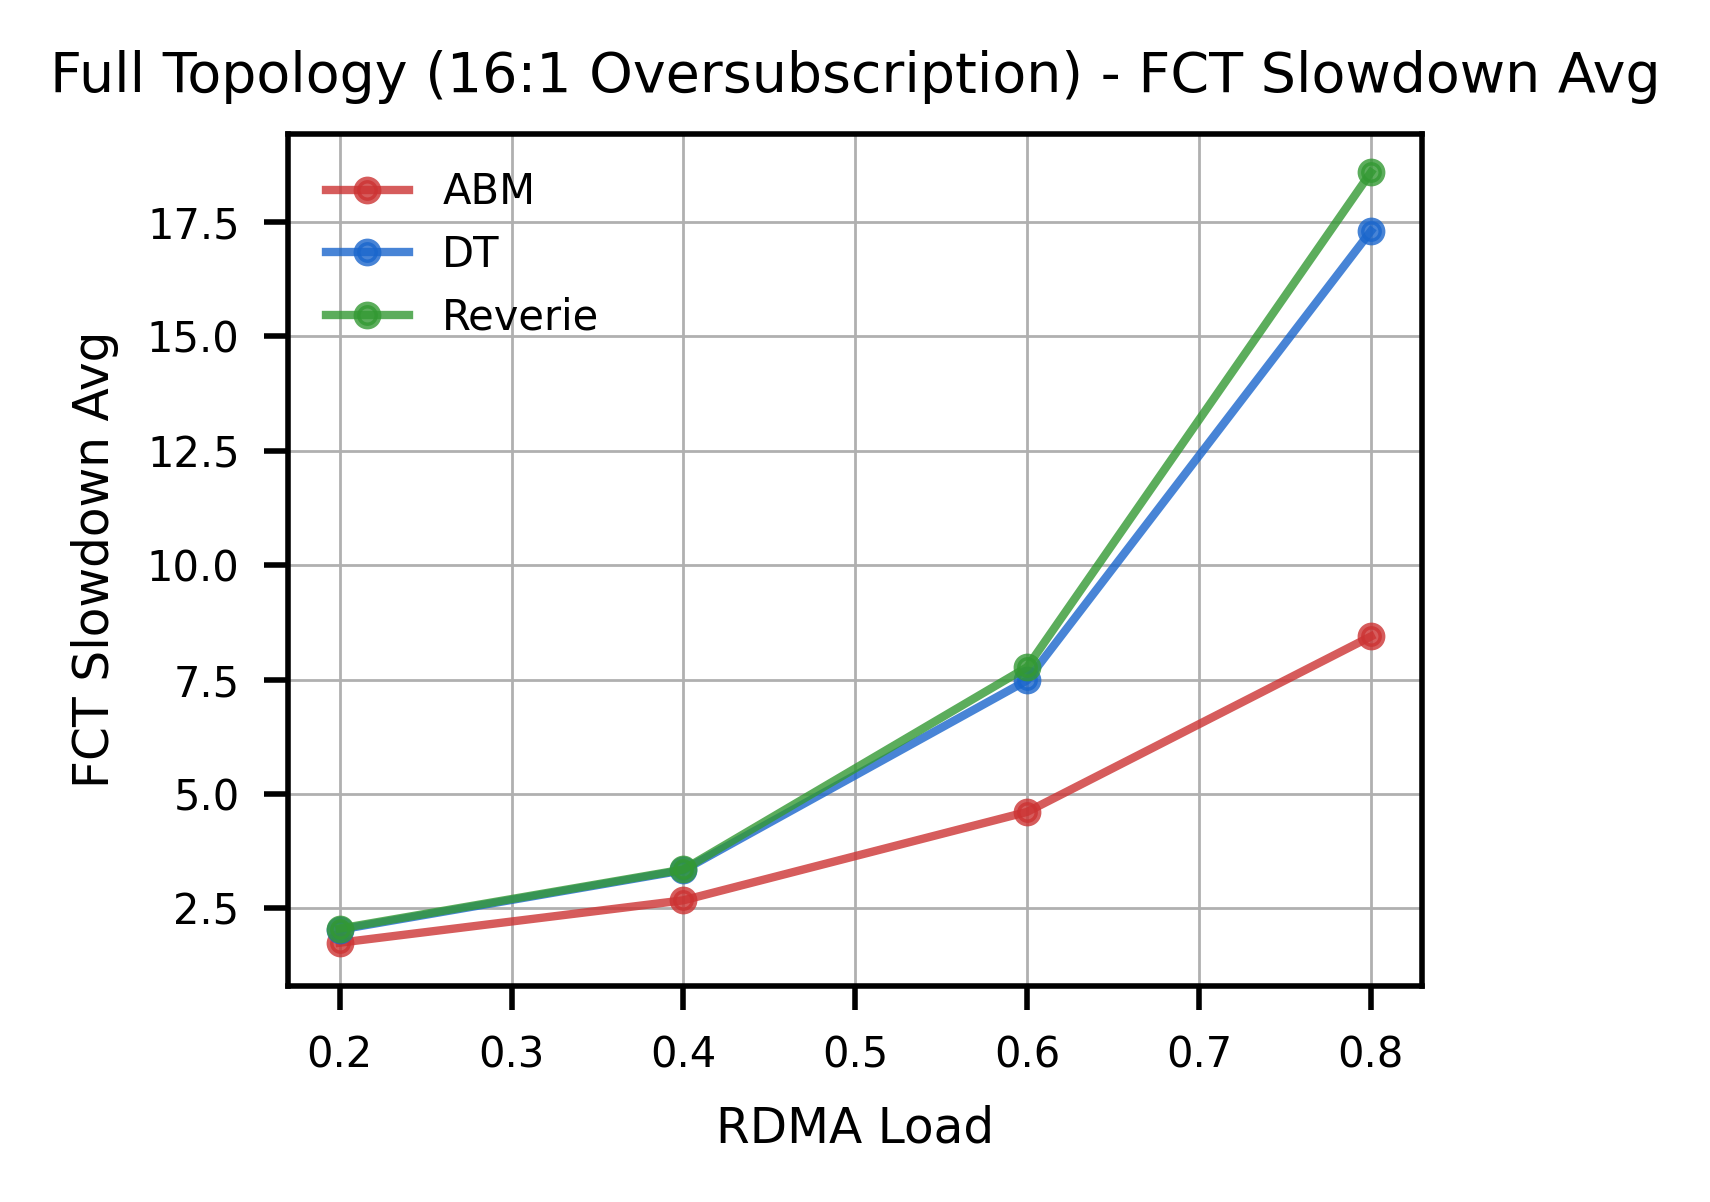 Full Topology (16:1 Oversubscription) - FCT Slowdown Avg
ABM
DT
Reverie
FCT Slowdown Avg
17.5
15.0
12.5
10.0
7.5
5.0
2.5
0.2 0.3 0.4 0.5 0.6 0.7 0.8
RDMA Load